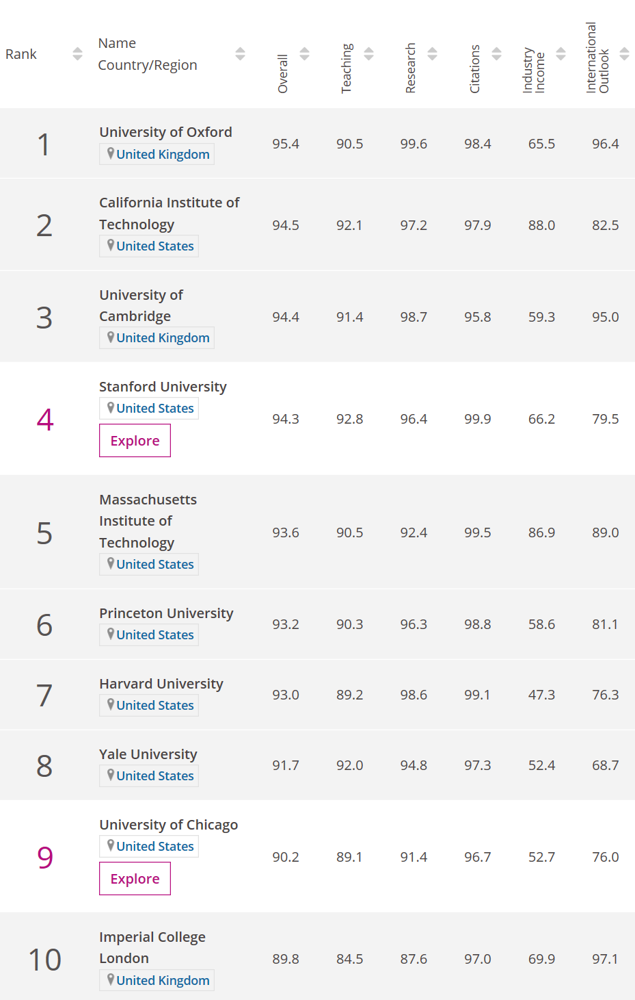 Rank
Name
Country/Region
Overall
Teaching
Research
Citations
Industry
Income
International
Outlook
1
University of Oxford
United Kingdom
95.4 90.5 99.6 98.4 65.5 96.4
2
California Institute of
Technology
United States
94.5 92.1 97.2 97.9 88.0 82.5
3
University of
Cambridge
United Kingdom
94.4 91.4 98.7 95.8 59.3 95.0
4
Stanford University
United States
Explore
94.3 92.8 96.4 99.9 66.2 79.5
5
Massachusetts
Institute of
Technology
United States
93.6 90.5 92.4 99.5 86.9 89.0
6
Princeton University
United States
93.2 90.3 96.3 98.8 58.6 81.1
7
Harvard University
United States
93.0 89.2 98.6 99.1 47.3 76.3
8
Yale University
United States
91.7 92.0 94.8 97.3 52.4 68.7
9
University of Chicago
United States
Explore
90.2 89.1 91.4 96.7 52.7 76.0
10
Imperial College
London
United Kingdom
89.8 84.5 87.6 97.0 69.9 97.1